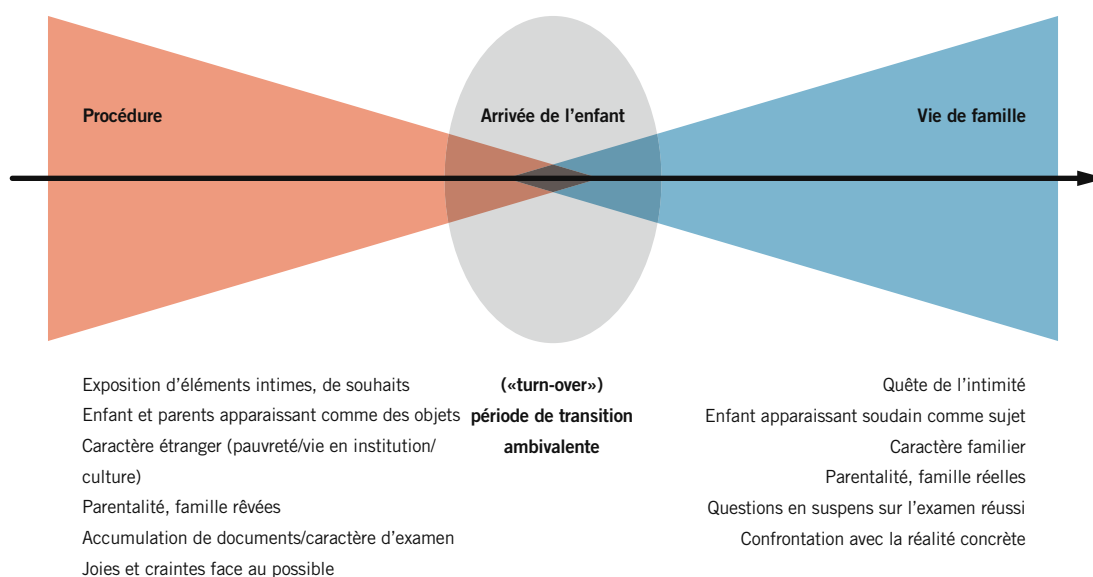 Procédure
Arrivée de l’enfant
Vie de famille
Exposition d’éléments intimes, de souhaits
Enfant et parents apparaissant comme des objets
Caractère étranger (pauvreté/vie en institution/
culture)
Parentalité, famille rêvées
Accumulation de documents/caractère d’examen
Joies et craintes face au possible
(«turn-over»)
période de transition
ambivalente
Quête de l’intimité
Enfant apparaissant soudain comme sujet
Caractère familier
Parentalité, famille réelles
Questions en suspens sur l’examen réussi
Confrontation avec la réalité concrète